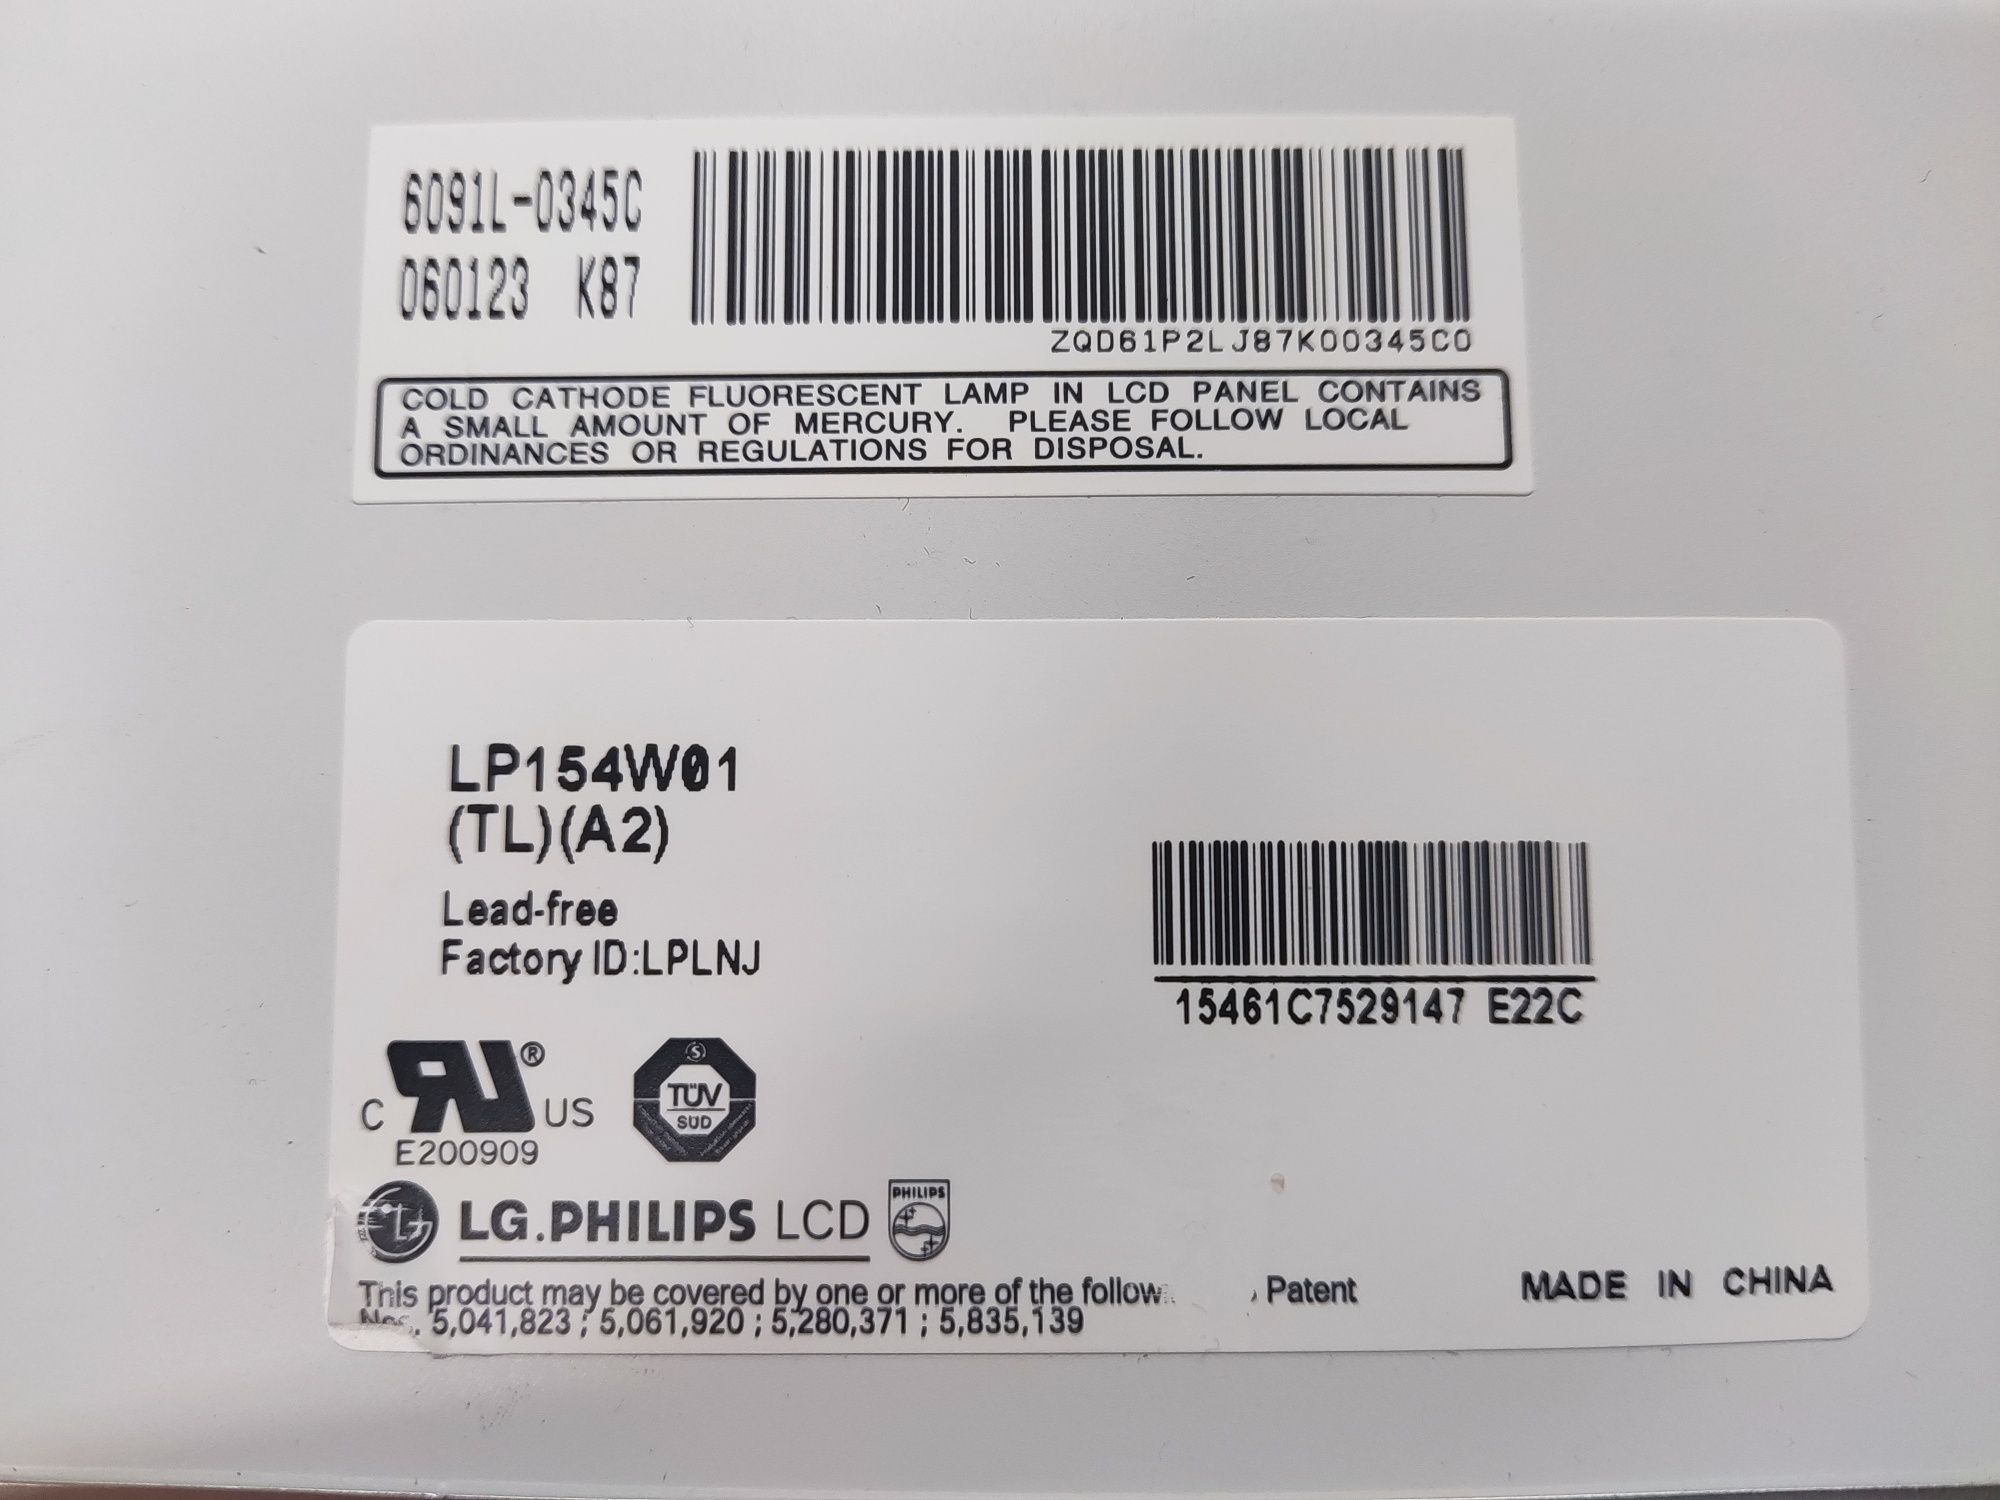 6091L-0345C
060123 K87
ZQD61P2LJ87K00345C0
COLD CATHODE FLUORESCENT LAMP IN LCD PANEL CONTAINS
A SMALL AMOUNT OF MERCURY. PLEASE FOLLOW LOCAL
ORDINANCES OR REGULATIONS FOR DISPOSAL.
LP154W01
(TL)(A2)
Lead-free
Factory ID:LPLNJ
15461C7529147 E22C
C RU® US
E200909
S
TÜV
SÜD
LG
LG.PHILIPS LCD
PHILIPS
This product may be covered by one or more of the follow Patent
Nos. 5,041,823 ; 5,061,920 ; 5,280,371 ; 5,835,139
MADE IN CHINA